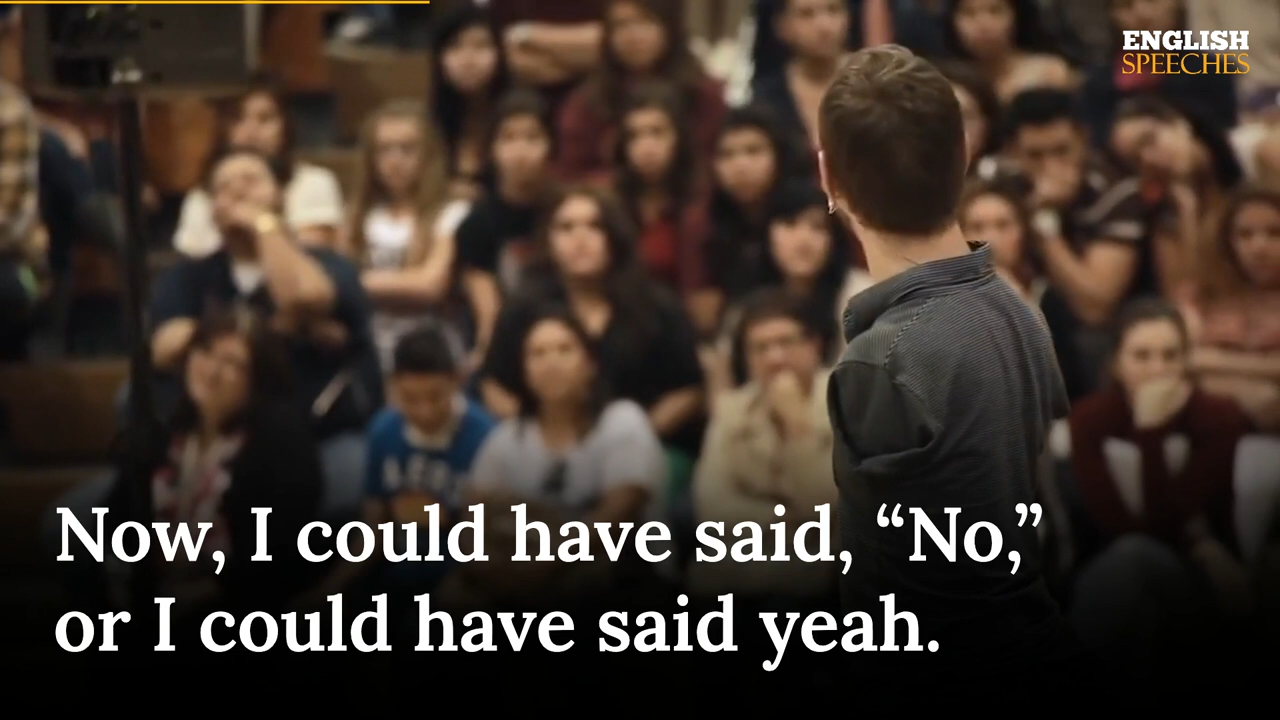 ENGLISH
SPEECHES
Now, I could have said, “No,”
or I could have said yeah.